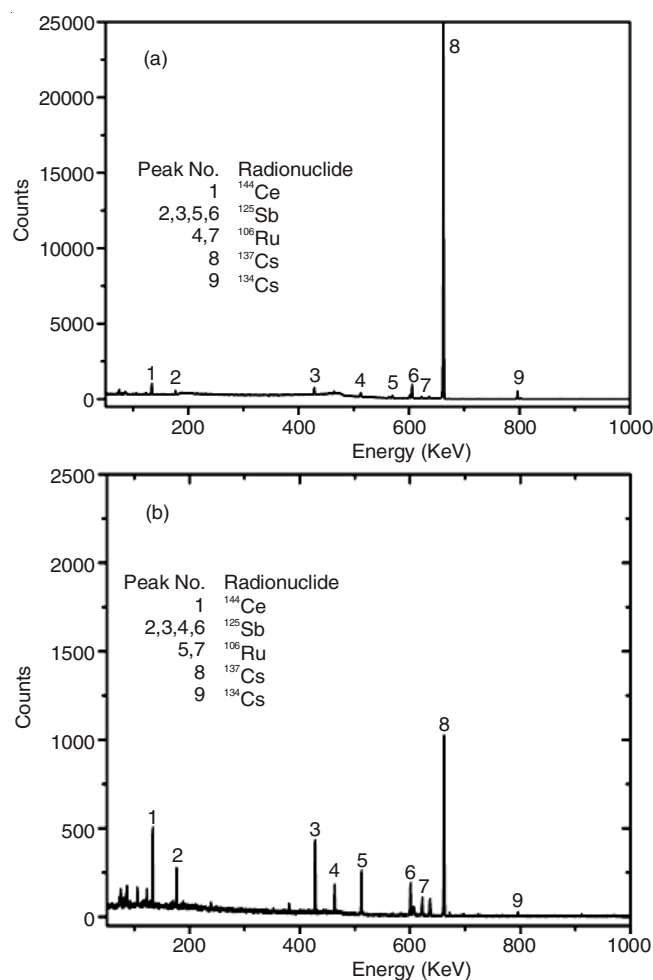 25000
(a)
8
20000
Peak No. Radionuclide
1 ¹⁴⁴Ce
2,3,5,6 ¹²⁵Sb
4,7 ¹⁰⁶Ru
8 ¹³⁷Cs
9 ¹³⁴Cs
15000
Counts
10000
5000
1 2 3 4 5 6 7 9
0
200 400 600 800 1000
Energy (KeV)
2500
(b)
2000
Peak No. Radionuclide
1 ¹⁴⁴Ce
2,3,4,6 ¹²⁵Sb
5,7 ¹⁰⁶Ru
8 ¹³⁷Cs
9 ¹³⁴Cs
1500
Counts
1000
8
500
1 2 3 4 5 6 7 9
0
200 400 600 800 1000
Energy (KeV)